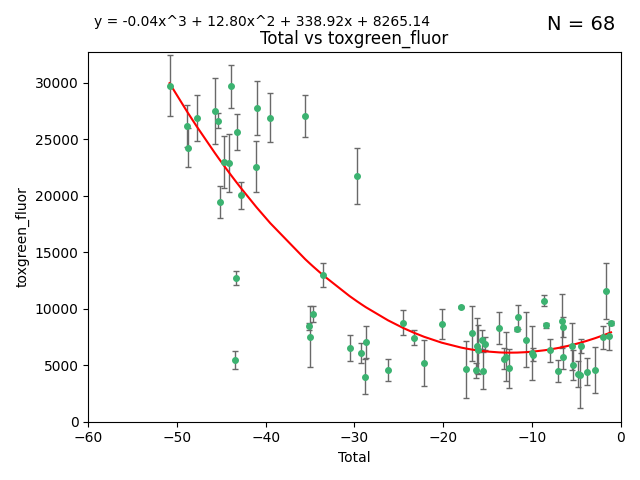 y = -0.04x^3 + 12.80x^2 + 338.92x + 8265.14
N = 68
Total vs toxgreen_fluor
30000
25000
20000
15000
10000
5000
0
toxgreen_fluor
−60
−50
−40
−30
−20
−10
0
Total